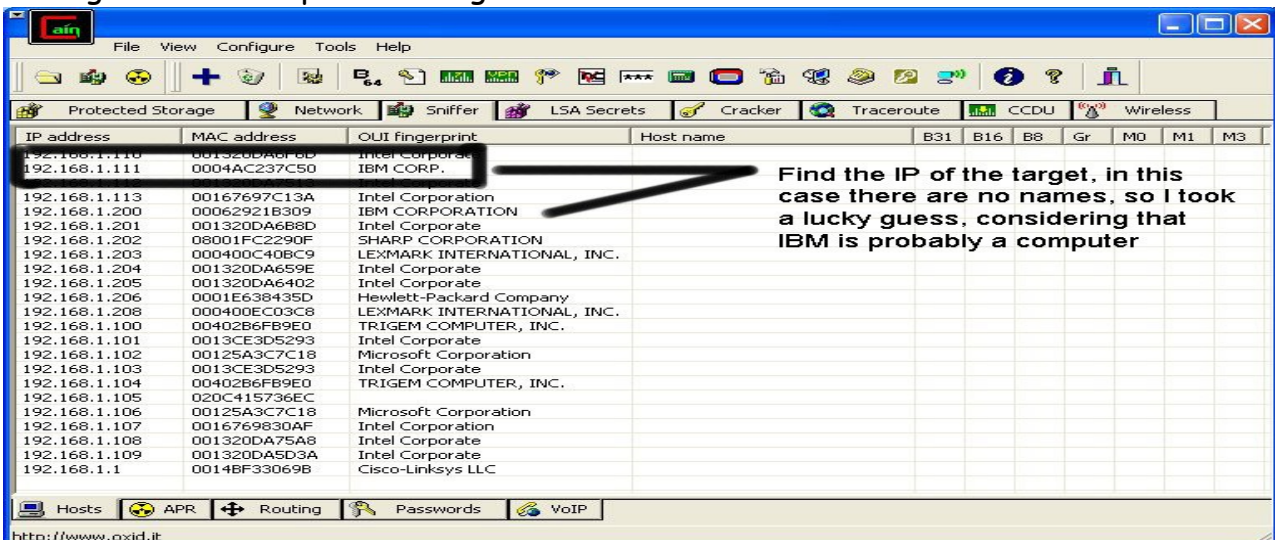 Cain
File View Configure Tools Help
Protected Storage Network Sniffer LSA Secrets Cracker Traceroute CCDU Wireless
IP address MAC address OUI fingerprint Host name B31 B16 B8 Gr M0 M1 M3
192.168.1.110 001320DA6F6D Intel Corporate
192.168.1.111 0004AC237C50 IBM CORP.
192.168.1.113 00167697C13A Intel Corporation
192.168.1.200 00062921B309 IBM CORPORATION
192.168.1.201 001320DA6B8D Intel Corporate
192.168.1.202 08001FC2290F SHARP CORPORATION
192.168.1.203 000400C40BC9 LEXMARK INTERNATIONAL, INC.
192.168.1.204 001320DA659E Intel Corporate
192.168.1.205 001320DA6402 Intel Corporate
192.168.1.206 0001E638435D Hewlett-Packard Company
192.168.1.208 000400EC03C8 LEXMARK INTERNATIONAL, INC.
192.168.1.100 00402B6FB9E0 TRIGEM COMPUTER, INC.
192.168.1.101 0013CE3D5293 Intel Corporate
192.168.1.102 00125A3C7C18 Microsoft Corporation
192.168.1.103 0013CE3D5293 Intel Corporate
192.168.1.104 00402B6FB9E0 TRIGEM COMPUTER, INC.
192.168.1.105 020C415736EC
192.168.1.106 00125A3C7C18 Microsoft Corporation
192.168.1.107 0016769830AF Intel Corporation
192.168.1.108 001320DA75A8 Intel Corporate
192.168.1.109 001320DA5D3A Intel Corporate
192.168.1.1 0014BF33069B Cisco-Linksys LLC
Find the IP of the target, in this
case there are no names, so I took
a lucky guess, considering that
IBM is probably a computer
Hosts APR Routing Passwords VoIP
http://www.oxid.it